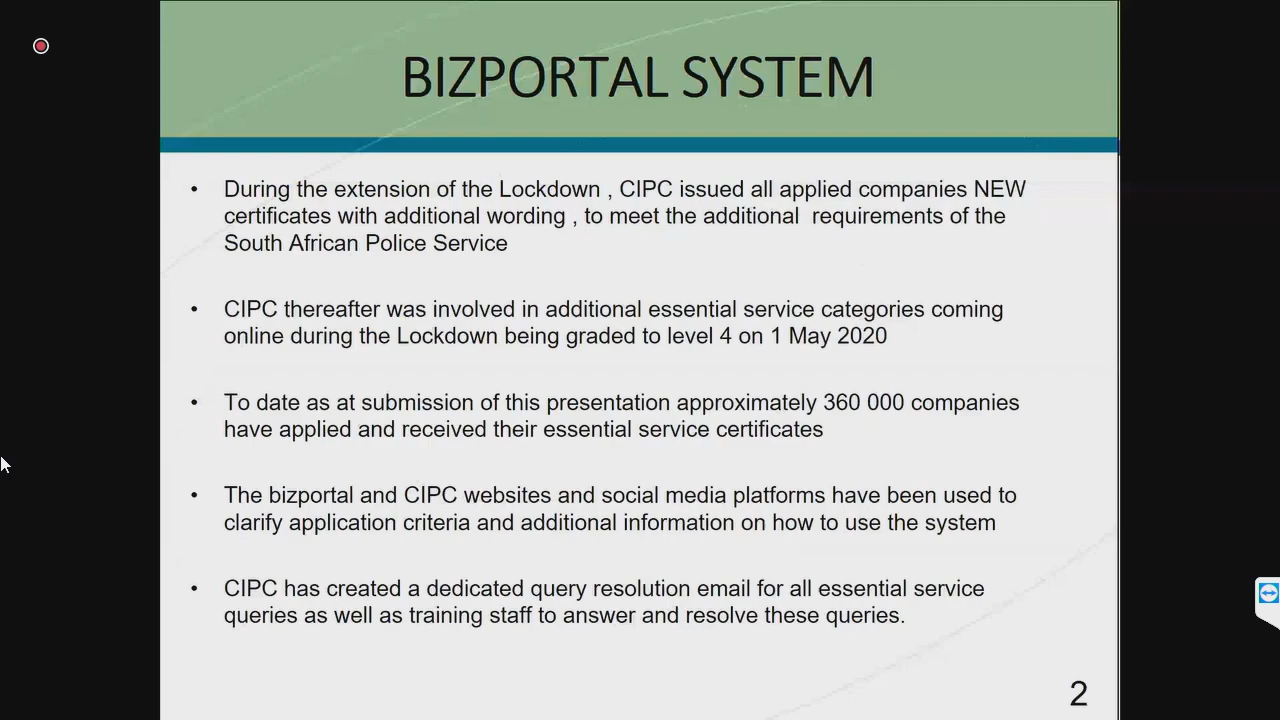 BIZPORTAL SYSTEM
• During the extension of the Lockdown , CIPC issued all applied companies NEW
certificates with additional wording , to meet the additional  requirements of the
South African Police Service
• CIPC thereafter was involved in additional essential service categories coming
online during the Lockdown being graded to level 4 on 1 May 2020
• To date as at submission of this presentation approximately 360 000 companies
have applied and received their essential service certificates
• The bizportal and CIPC websites and social media platforms have been used to
clarify application criteria and additional information on how to use the system
• CIPC has created a dedicated query resolution email for all essential service
queries as well as training staff to answer and resolve these queries.
2